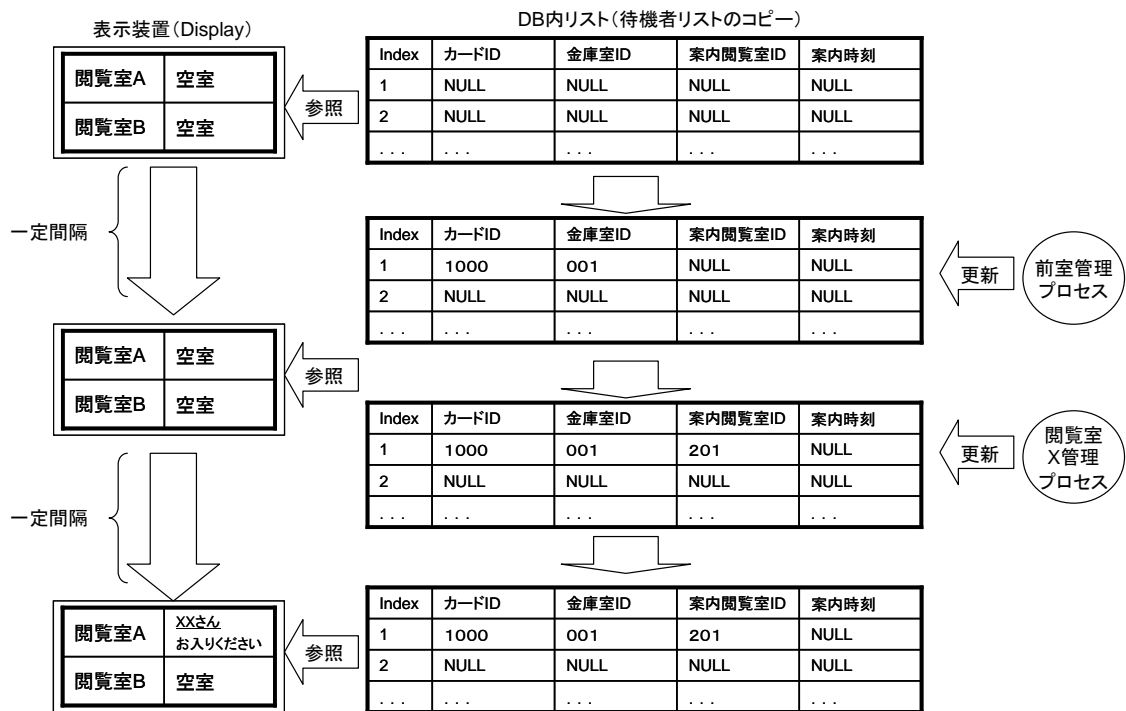 表示装置（Display）
DB内リスト（待機者リストのコピー）
閲覧室A 空室
閲覧室B 空室
参照
Index カードID 金庫室ID 案内閲覧室ID 案内時刻
1 NULL NULL NULL NULL
2 NULL NULL NULL NULL
... ... ... ... ...
一定間隔
Index カードID 金庫室ID 案内閲覧室ID 案内時刻
1 1000 001 NULL NULL
2 NULL NULL NULL NULL
... ... ... ... ...
更新
前室管理
プロセス
閲覧室A 空室
閲覧室B 空室
参照
Index カードID 金庫室ID 案内閲覧室ID 案内時刻
1 1000 001 201 NULL
2 NULL NULL NULL NULL
... ... ... ... ...
更新
閲覧室
X管理
プロセス
一定間隔
閲覧室A XXさん
お入りください
閲覧室B 空室
参照
Index カードID 金庫室ID 案内閲覧室ID 案内時刻
1 1000 001 201 NULL
2 NULL NULL NULL NULL
... ... ... ... ...